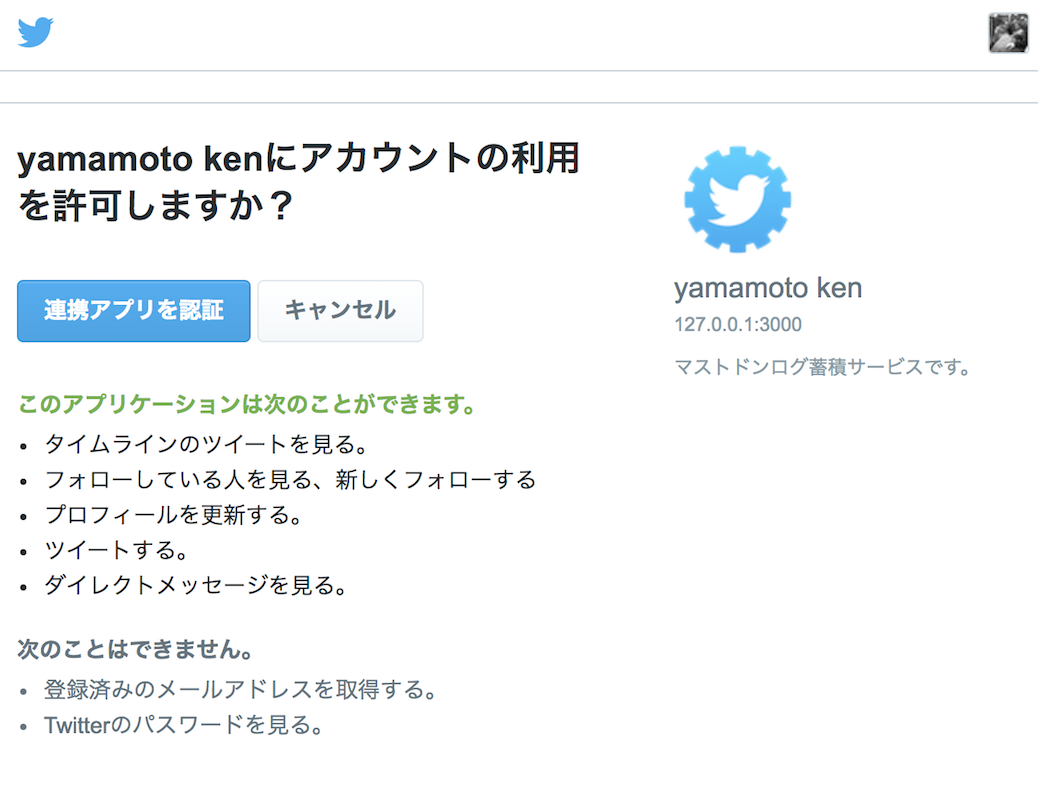 yamamoto kenにアカウントの利用
を許可しますか？
連携アプリを認証
キャンセル
このアプリケーションは次のことができます。
• タイムラインのツイートを見る。
• フォローしている人を見る、新しくフォローする
• プロフィールを更新する。
• ツイートする。
• ダイレクトメッセージを見る。
次のことはできません。
• 登録済みのメールアドレスを取得する。
• Twitterのパスワードを見る。
yamamoto ken
127.0.0.1:3000
マストドンログ蓄積サービスです。